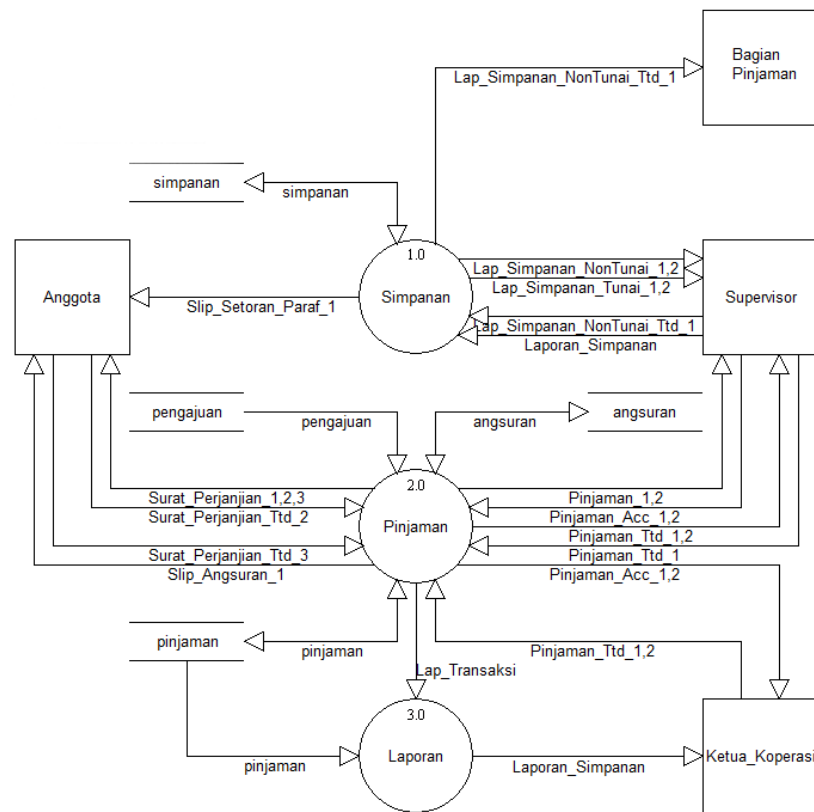 Bagian
Pinjaman
Lap_Simpanan_NonTunai_Ttd_1
simpanan
simpanan
1.0
Simpanan
Anggota
Slip_Setoran_Paraf_1
Lap_Simpanan_NonTunai_1,2
Lap_Simpanan_Tunai_1,2
Supervisor
Lap_Simpanan_NonTunai_Ttd_1
Laporan_Simpanan
pengajuan
pengajuan
angsuran
angsuran
2.0
Pinjaman
Surat_Perjanjian_1,2,3
Surat_Perjanjian_Ttd_2
Surat_Perjanjian_Ttd_3
Slip_Angsuran_1
Pinjaman_1,2
Pinjaman_Acc_1,2
Pinjaman_Ttd_1,2
Pinjaman_Ttd_1
Pinjaman_Acc_1,2
pinjaman
pinjaman
Pinjaman_Ttd_1,2
Lap_Transaksi
3.0
Laporan
pinjaman
Laporan_Simpanan
Ketua_Koperasi